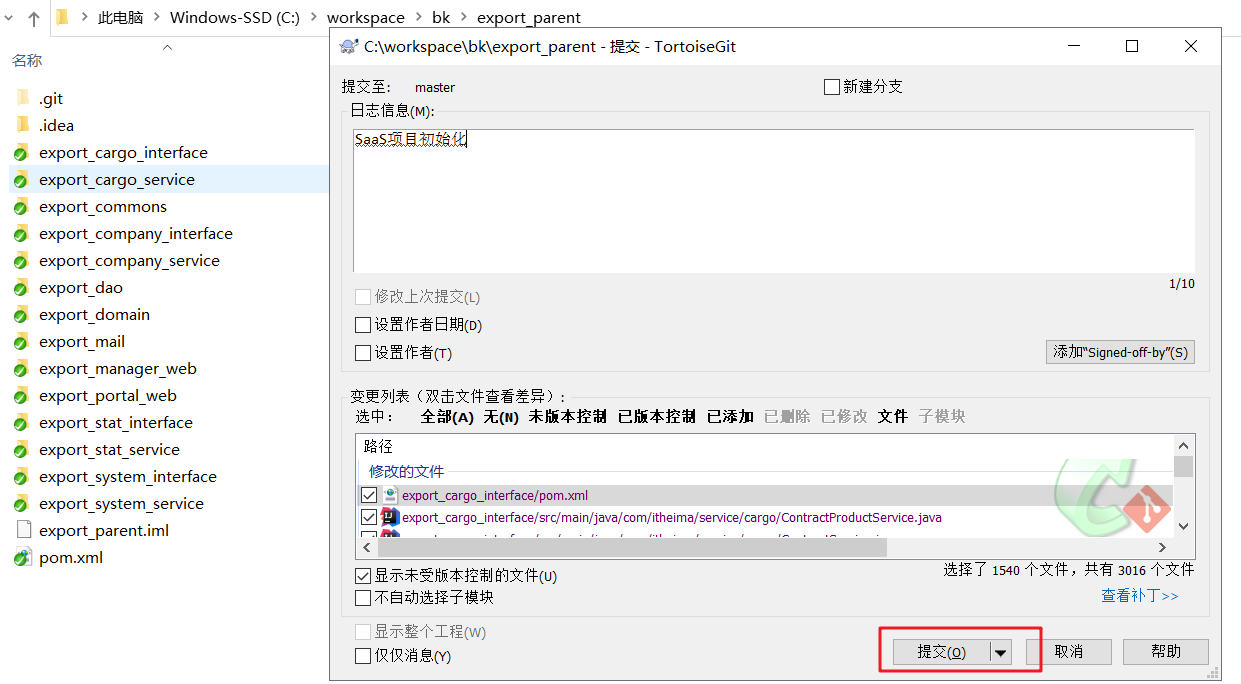 此电脑 > Windows-SSD (C:) > workspace > bk > export_parent
名称
.git
.idea
export_cargo_interface
export_cargo_service
export_commons
export_company_interface
export_company_service
export_dao
export_domain
export_mail
export_manager_web
export_portal_web
export_stat_interface
export_stat_service
export_system_interface
export_system_service
export_parent.iml
pom.xml
C:\workspace\bk\export_parent - 提交 - TortoiseGit
提交至: master 新建分支
日志信息(M):
SaaS项目初始化
1/10
修改上次提交(L)
设置作者日期(D)
设置作者(T)
添加“Signed-off-by”(S)
变更列表（双击文件查看差异）:
选中： 全部(A) 无(N) 未版本控制 已版本控制 已添加 已删除 已修改 文件 子模块
路径
修改的文件
export_cargo_interface/pom.xml
export_cargo_interface/src/main/java/com/itheima/service/cargo/ContractProductService.java
显示未受版本控制的文件(U)
选择了 1540 个文件，共有 3016 个文件
不自动选择子模块
查看补丁>>
显示整个工程(W)
仅仅消息(Y)
提交(O) 取消 帮助